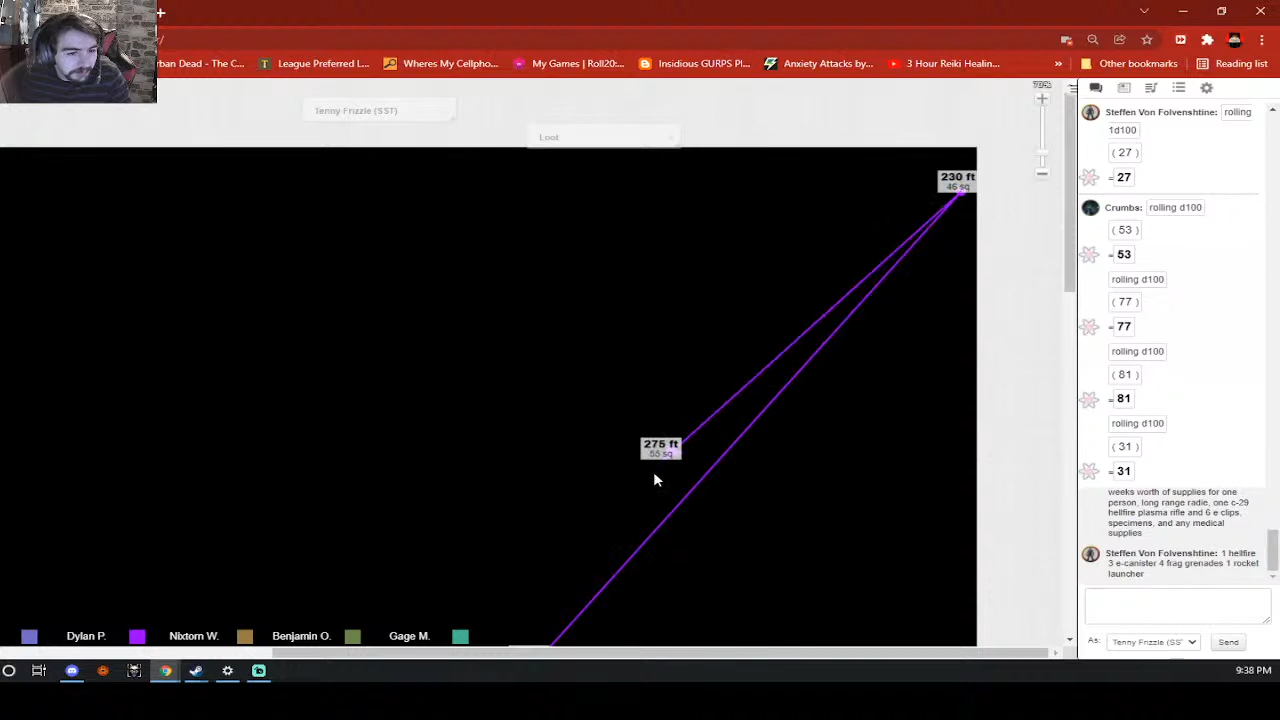 rban Dead - The C...
League Preferred L...
Wheres My Cellpho...
My Games | Roll20:...
Insidious GURPS Pl...
Anxiety Attacks by...
3 Hour Reiki Healin...
»
Other bookmarks
Reading list
Tenny Frizzle (SST)
Loot
70%
230 ft
46 sq
275 ft
55 sq
Dylan P.
Nixtorn W.
Benjamin O.
Gage M.
Steffen Von Folvenshtine: rolling
1d100
( 27 )
= 27
Crumbs: rolling d100
( 53 )
= 53
rolling d100
( 77 )
= 77
rolling d100
( 81 )
= 81
rolling d100
( 31 )
= 31
weeks worth of supplies for one
person, long range radie, one c-29
hellfire plasma rifle and 6 e clips,
specimens, and any medical
supplies
Steffen Von Folvenshtine: 1 hellfire
3 e-canister 4 frag grenades 1 rocket
launcher
As: Tenny Frizzle (SS Send
9:38 PM